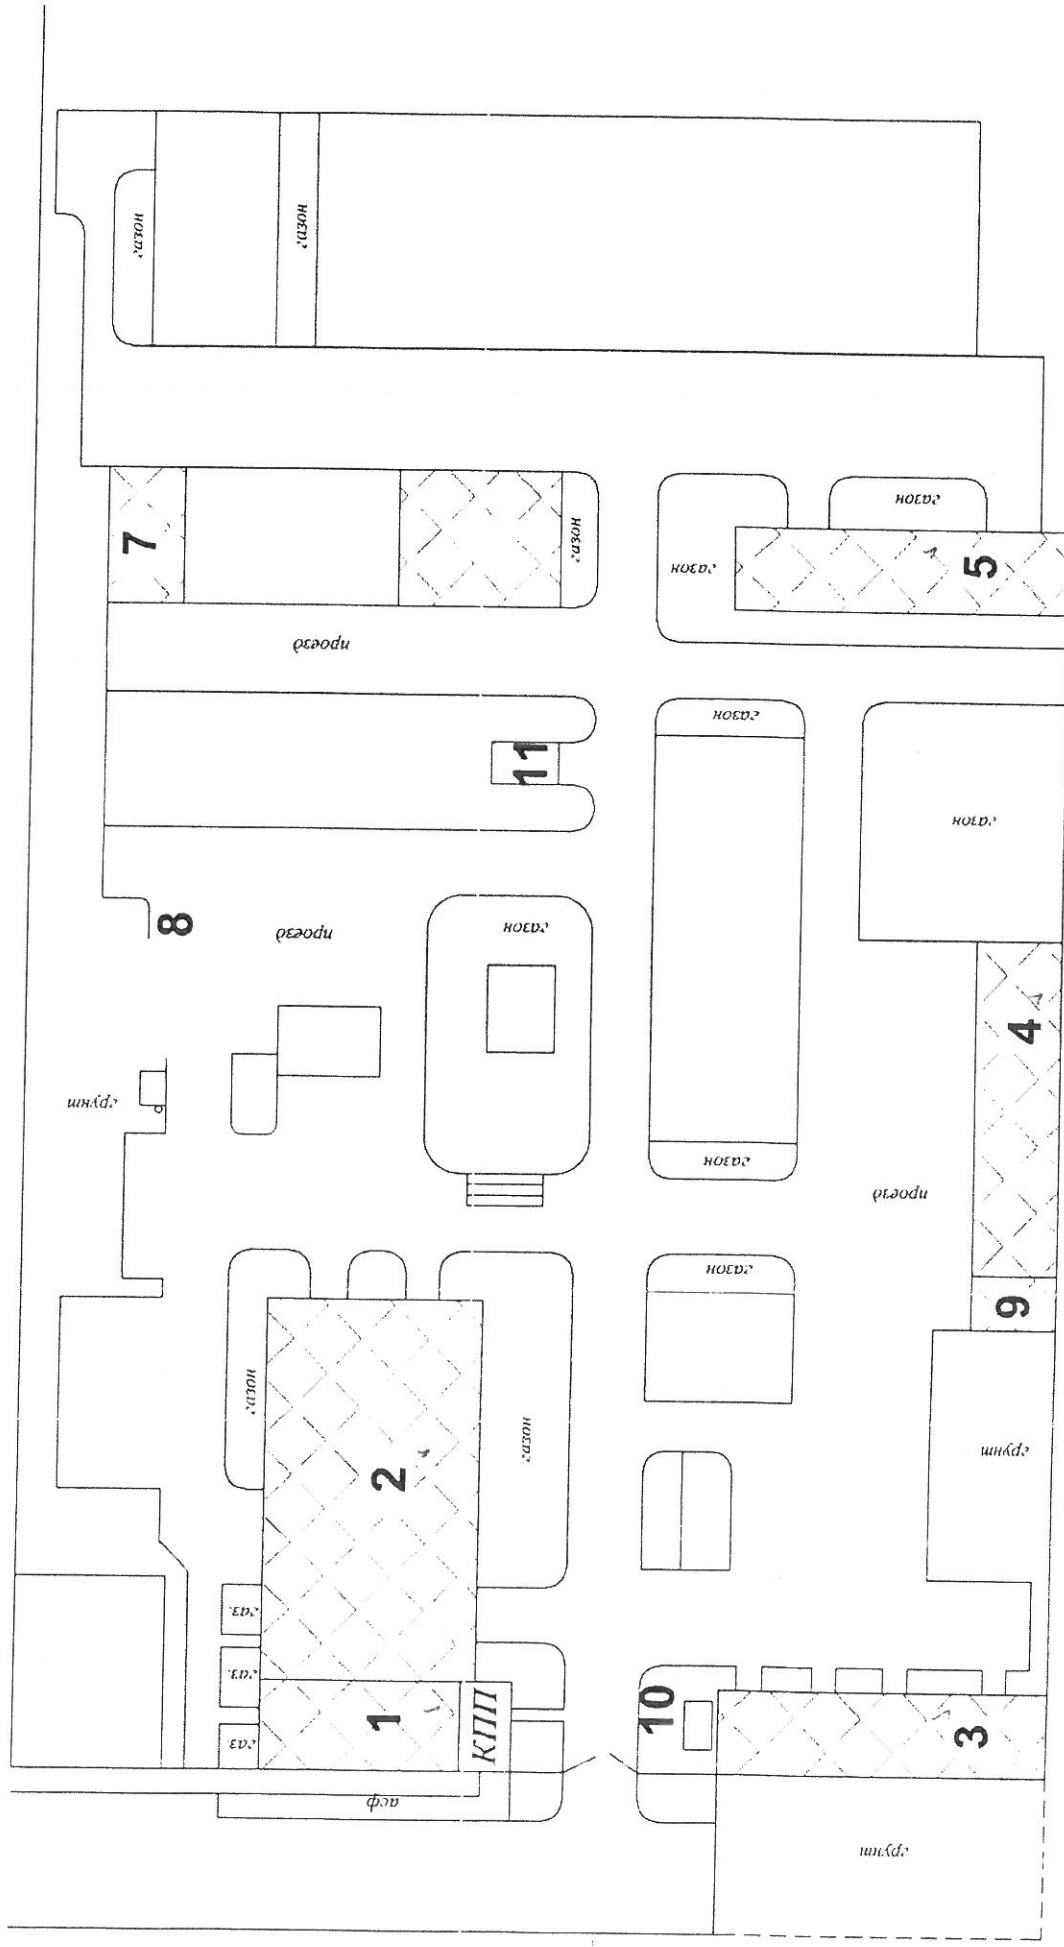 газон
газон
7
газон
газон
газон
5
проезд
газон
11
газон
8
проезд
газон
4
грунт
газон
проезд
газон
9
газон
2
газон
грунт
газ.
газ.
газ
1
КПП
10
3
асф
грунт